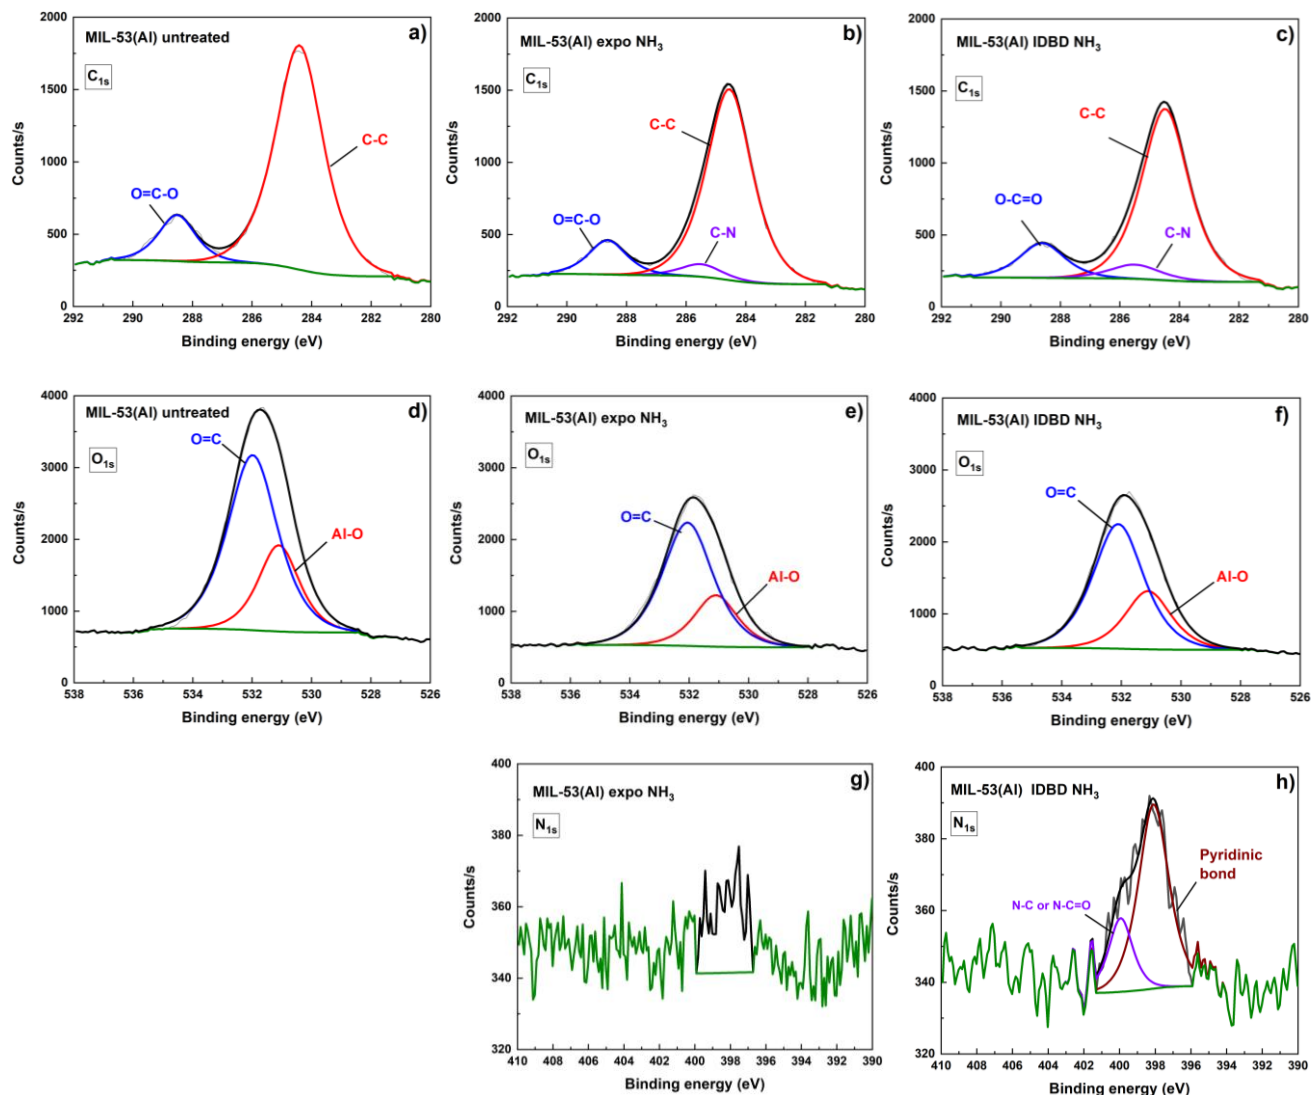 MIL-53(Al) untreated
a)
C1s
O=C-O
C-C
Counts/s
2000
1500
1000
500
0
292 290 288 286 284 282 280
Binding energy (eV)
MIL-53(Al) expo NH3
b)
C1s
C-C
O=C-O
C-N
Counts/s
2000
1500
1000
500
0
292 290 288 286 284 282 280
Binding energy (eV)
MIL-53(Al) IDBD NH3
c)
C1s
C-C
O-C=O
C-N
Counts/s
2000
1500
1000
500
0
292 290 288 286 284 282 280
Binding energy (eV)
MIL-53(Al) untreated
d)
O=C
O1s
Al-O
Counts/s
4000
3000
2000
1000
0
538 536 534 532 530 528 526
Binding energy (eV)
MIL-53(Al) expo NH3
e)
O1s
O=C
Al-O
Counts/s
4000
3000
2000
1000
0
538 536 534 532 530 528 526
Binding energy (eV)
MIL-53(Al) IDBD NH3
f)
O1s
O=C
Al-O
Counts/s
4000
3000
2000
1000
0
538 536 534 532 530 528 526
Binding energy (eV)
MIL-53(Al) expo NH3
g)
N1s
Counts/s
400
380
360
340
320
410 408 406 404 402 400 398 396 394 392 390
Binding energy (eV)
MIL-53(Al) IDBD NH3
h)
N1s
Pyridinic
bond
N-C or N-C=O
Counts/s
400
380
360
340
320
410 408 406 404 402 400 398 396 394 392 390
Binding energy (eV)